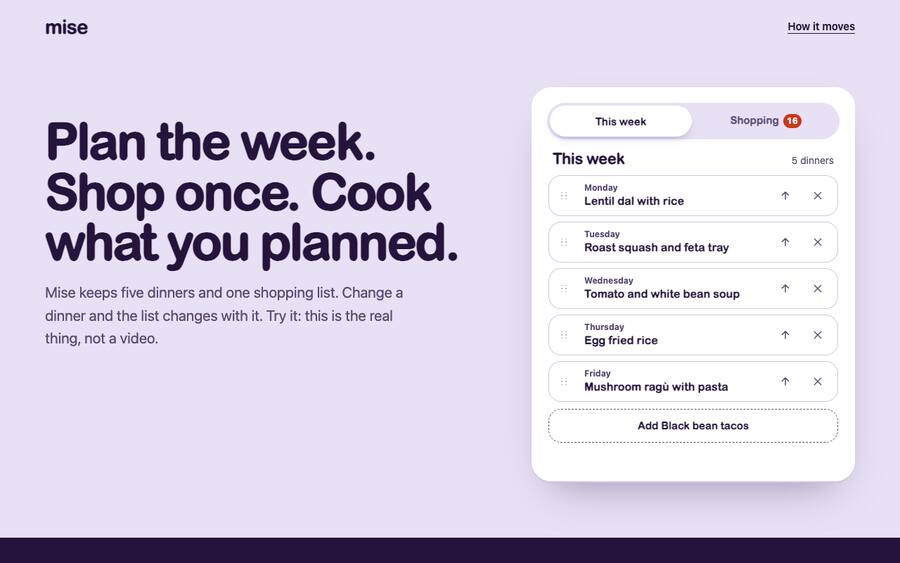 mise
How it moves
Plan the week.
Shop once. Cook
what you planned.
Mise keeps five dinners and one shopping list. Change a
dinner and the list changes with it. Try it: this is the real
thing, not a video.
This week
Shopping 16
This week
5 dinners
Monday
Lentil dal with rice
Tuesday
Roast squash and feta tray
Wednesday
Tomato and white bean soup
Thursday
Egg fried rice
Friday
Mushroom ragù with pasta
Add Black bean tacos